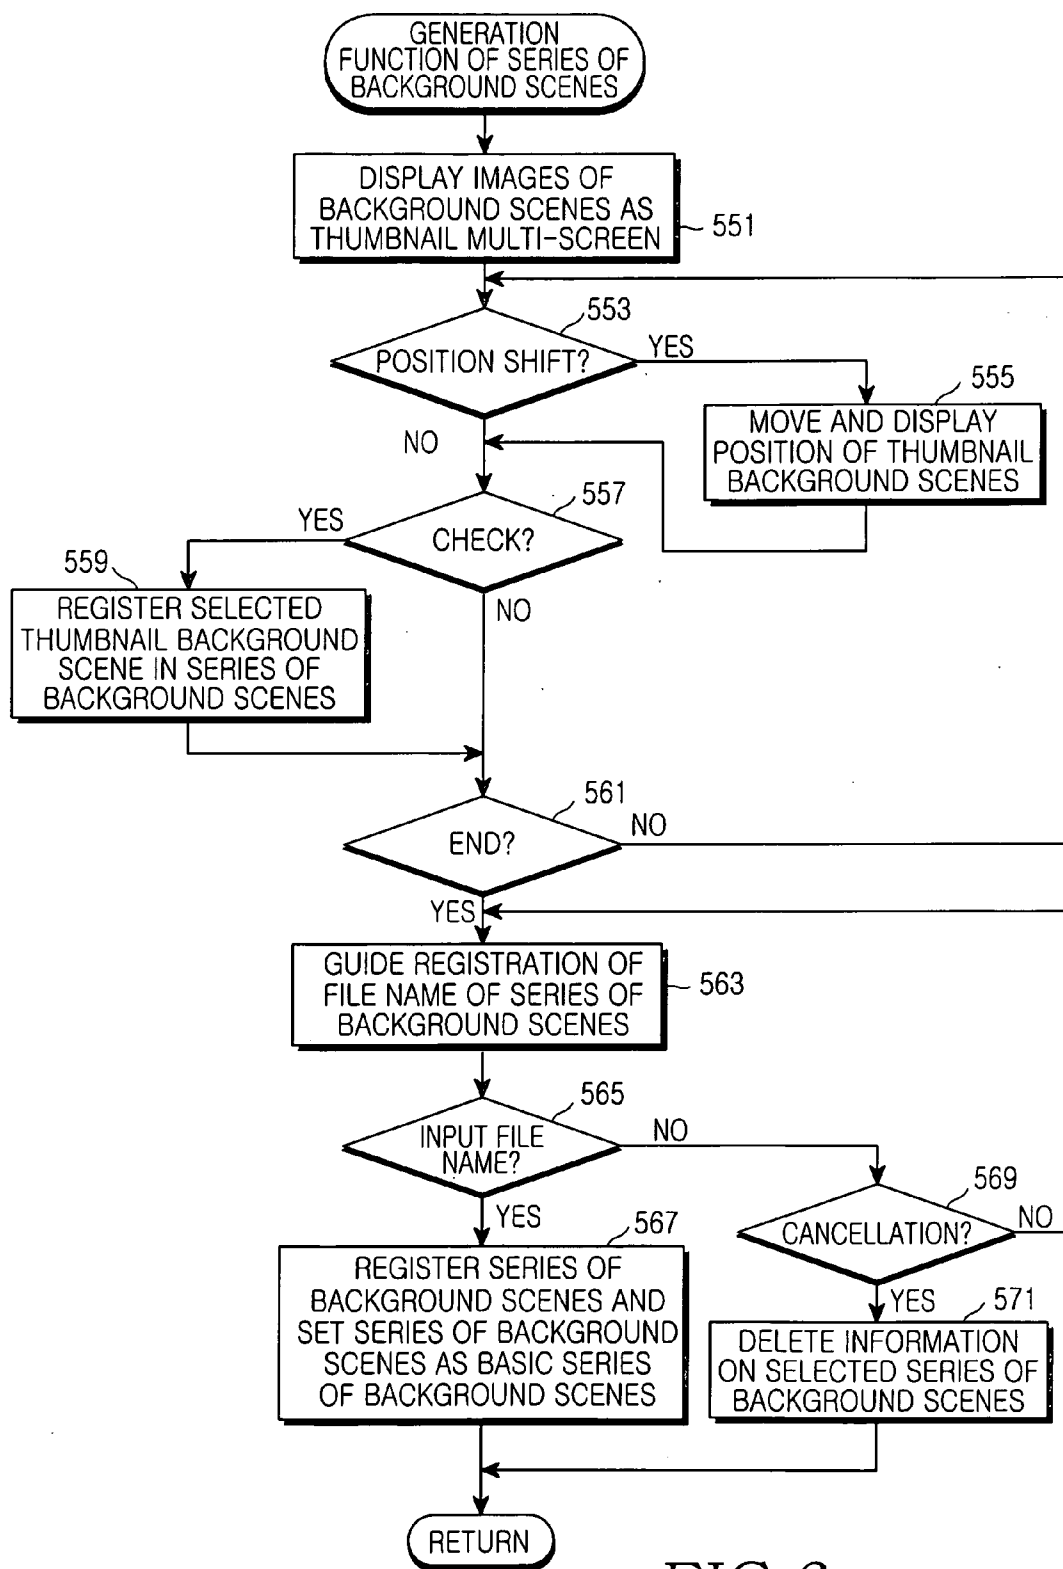 GENERATION
FUNCTION OF SERIES OF
BACKGROUND SCENES
DISPLAY IMAGES OF
BACKGROUND SCENES AS
THUMBNAIL MULTI-SCREEN
551
553
POSITION SHIFT?
YES
NO
555
MOVE AND DISPLAY
POSITION OF THUMBNAIL
BACKGROUND SCENES
557
CHECK?
YES
NO
559
REGISTER SELECTED
THUMBNAIL BACKGROUND
SCENE IN SERIES OF
BACKGROUND SCENES
561
END?
NO
YES
GUIDE REGISTRATION OF
FILE NAME OF SERIES OF
BACKGROUND SCENES
563
565
INPUT FILE
NAME?
NO
YES
567
REGISTER SERIES OF
BACKGROUND SCENES AND
SET SERIES OF BACKGROUND
SCENES AS BASIC SERIES
OF BACKGROUND SCENES
569
CANCELLATION?
NO
YES
571
DELETE INFORMATION
ON SELECTED SERIES OF
BACKGROUND SCENES
RETURN